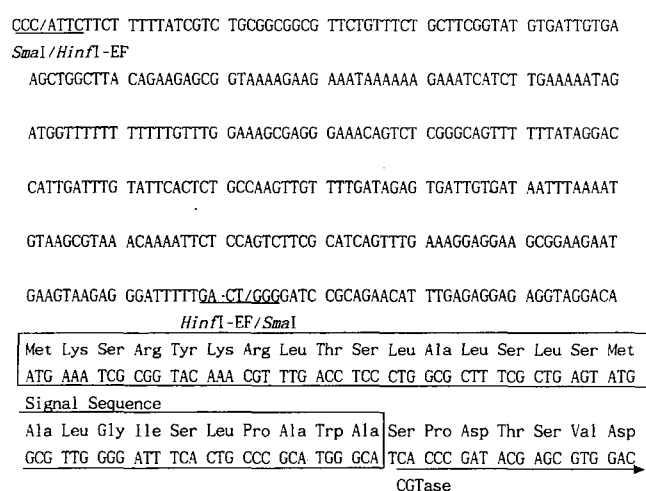 CCC/ATTCTTCT TTTTATCGTC TGCGGCGGCG TTCTGTTTCT GCTTCGGTAT GTGATTGTGA
SmaI/HinfI-EF
AGCTGGCTTA CAGAAGAGCG GTAAAAGAAG AAATAAAAAA GAAATCATCT TGAAAAATAG
ATGGTTTTTT TTTTTGTTTG GAAAGCGAGG GAAACAGTCT CGGGCAGTTT TTTATAGGAC
CATTGATTTG TATTCACTCT GCCAAGTTGT TTTGATAGAG TGATTGTGAT AATTTAAAAT
GTAAGCGTAA ACAAAATTCT CCAGTCTTCG CATCAGTTTG AAAGGAGGAA GCGGAAGAAT
GAAGTAAGAG GGATTTTTGA·CT/GGGGATC CGCAGAACAT TTGAGAGGAG AGGTAGGACA
HinfI-EF/SmaI
Met Lys Ser Arg Tyr Lys Arg Leu Thr Ser Leu Ala Leu Ser Leu Ser Met
ATG AAA TCG CGG TAC AAA CGT TTG ACC TCC CTG GCG CTT TCG CTG AGT ATG
Signal Sequence
Ala Leu Gly Ile Ser Leu Pro Ala Trp Ala Ser Pro Asp Thr Ser Val Asp
GCG TTG GGG ATT TCA CTG CCC GCA TGG GCA TCA CCC GAT ACG AGC GTG GAC
CGTase